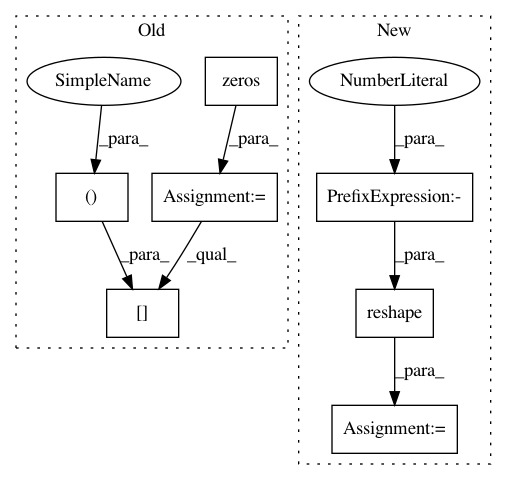 Old
New
SimpleName
zeros
NumberLiteral
_para_
_para_
_para_
()
Assignment:=
PrefixExpression:-
_para_
_qual_
_para_
[]
reshape
_para_
Assignment:=